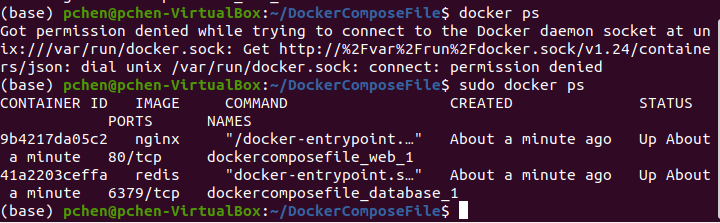 (base) pchen@pchen-VirtualBox:~/DockerComposeFile$ docker ps
Got permission denied while trying to connect to the Docker daemon socket at un
ix:///var/run/docker.sock: Get http://%2Fvar%2Frun%2Fdocker.sock/v1.24/containe
rs/json: dial unix /var/run/docker.sock: connect: permission denied
(base) pchen@pchen-VirtualBox:~/DockerComposeFile$ sudo docker ps
CONTAINER ID   IMAGE     COMMAND                  CREATED              STATUS
         PORTS      NAMES
9b4217da05c2   nginx     "/docker-entrypoint.…"   About a minute ago   Up About
 a minute   80/tcp     dockercomposefile_web_1
41a2203ceffa   redis     "docker-entrypoint.s…"   About a minute ago   Up About
 a minute   6379/tcp   dockercomposefile_database_1
(base) pchen@pchen-VirtualBox:~/DockerComposeFile$